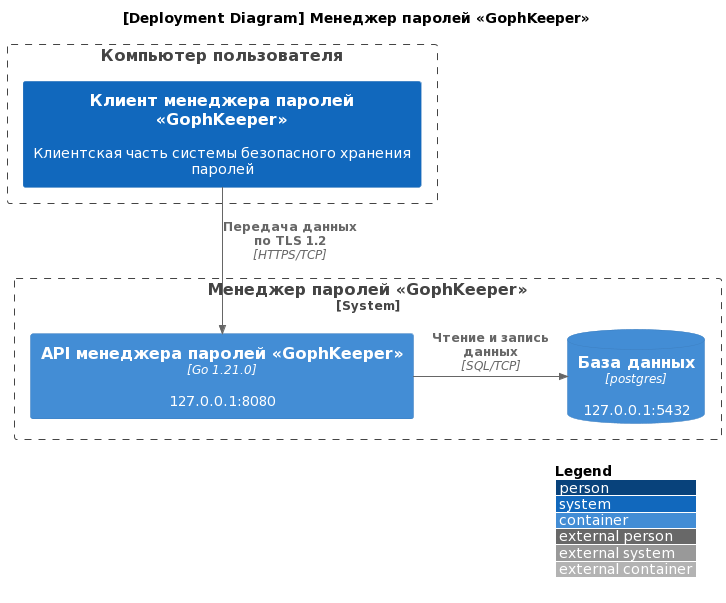 [Deployment Diagram] Менеджер паролей «GophKeeper»
Компьютер пользователя
Клиент менеджера паролей
«GophKeeper»
Клиентская часть системы безопасного хранения
паролей
Передача данных
по TLS 1.2
[HTTPS/TCP]
Менеджер паролей «GophKeeper»
[System]
API менеджера паролей «GophKeeper»
[Go 1.21.0]
127.0.0.1:8080
Чтение и запись
данных
[SQL/TCP]
База данных
[postgres]
127.0.0.1:5432
Legend
person
system
container
external person
external system
external container